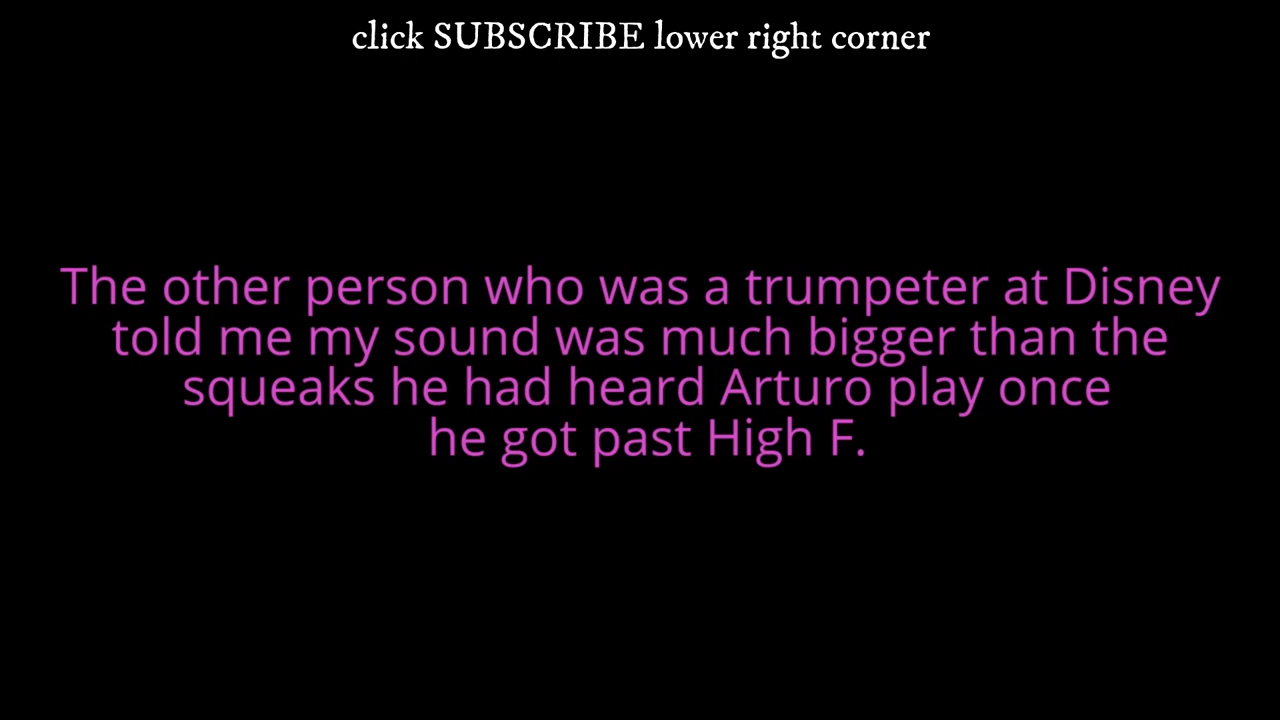 click SUBSCRIBE lower right corner
The other person who was a trumpeter at Disney
told me my sound was much bigger than the
squeaks he had heard Arturo play once
he got past High F.